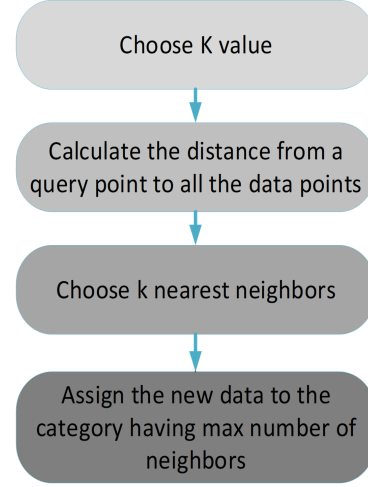 Choose K value
Calculate the distance from a
query point to all the data points
Choose k nearest neighbors
Assign the new data to the
category having max number of
neighbors